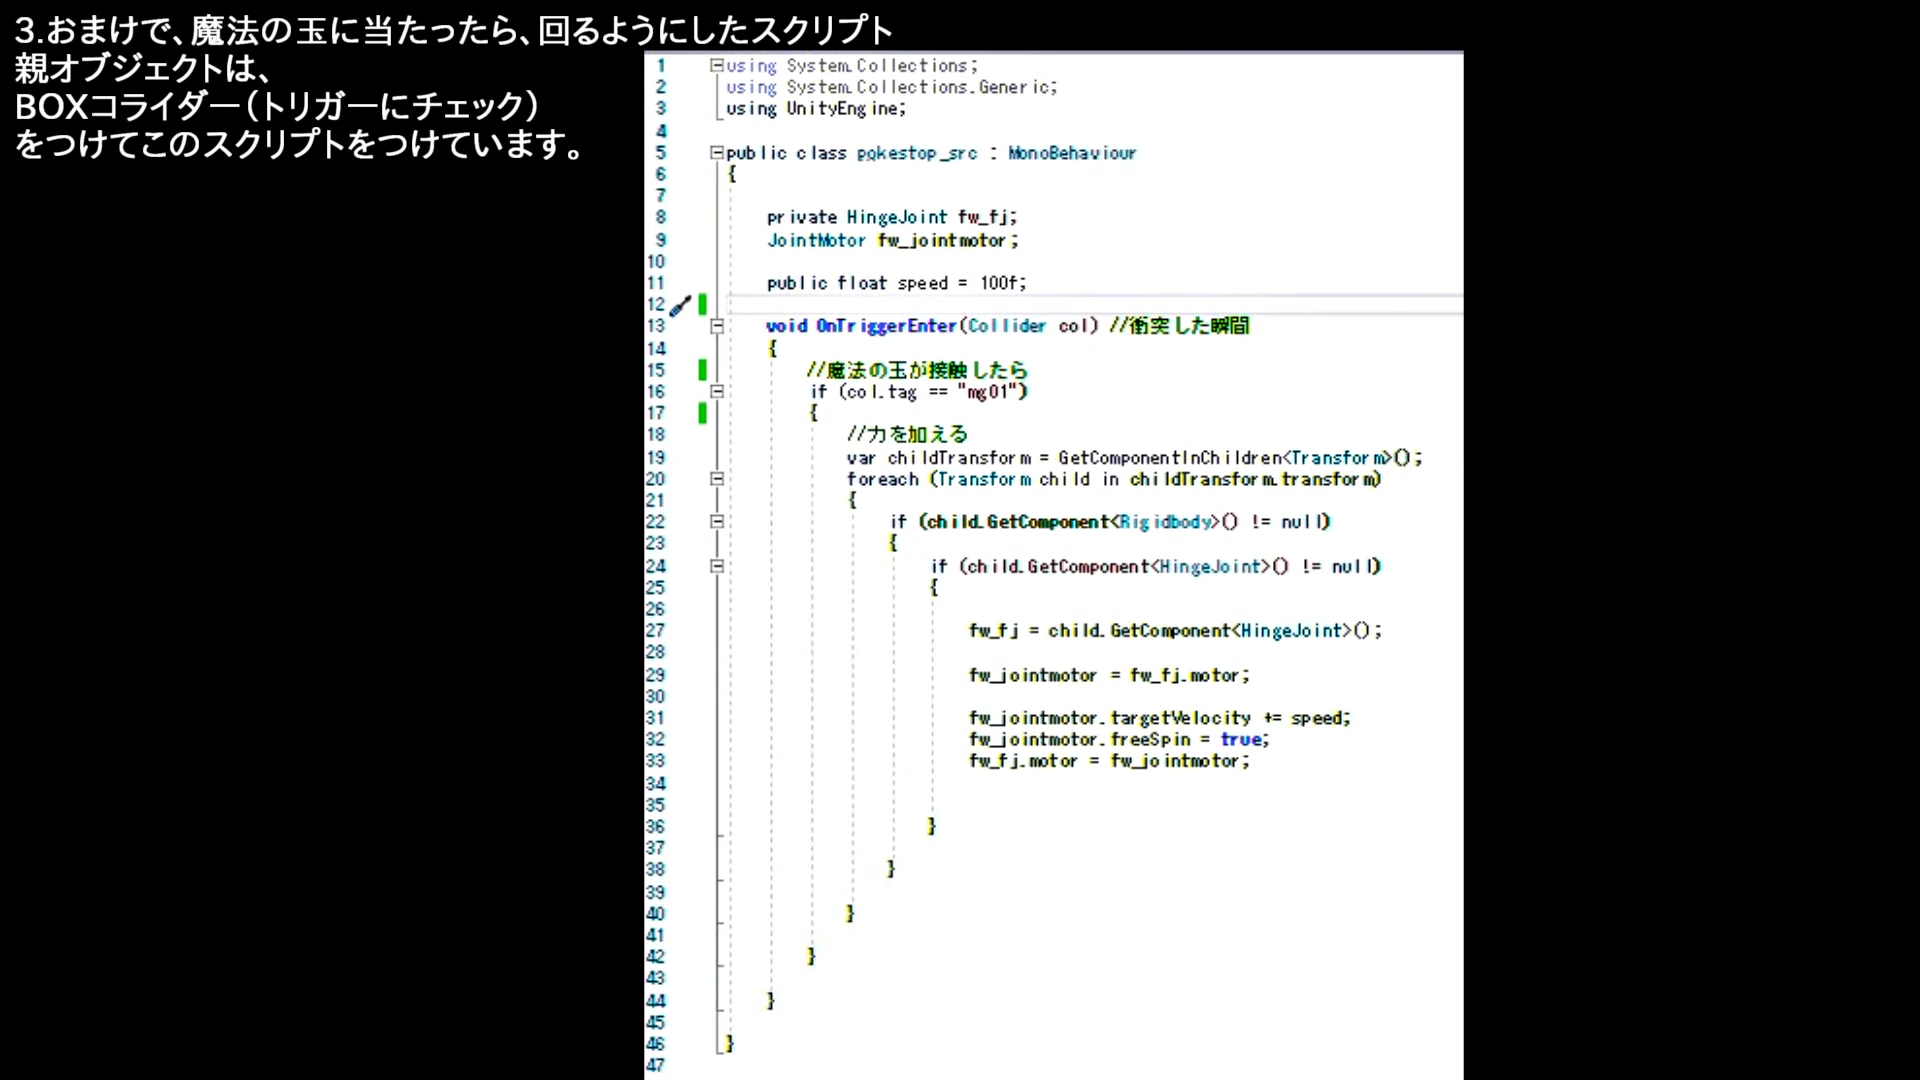 3.おまけで、魔法の玉に当たったら、回るようにしたスクリプト
親オブジェクトは、
BOXコライダー(トリガーにチェック)
をつけてこのスクリプトをつけています。
1 using System.Collections;
2 using System.Collections.Generic;
3 using UnityEngine;
4
5 public class pokestop_src : MonoBehaviour
6 {
7
8 private HingeJoint fw_fj;
9 JointMotor fw_jointmotor;
10
11 public float speed = 100f;
12
13 void OnTriggerEnter(Collider col) //衝突した瞬間
14 {
15 //魔法の玉が接触したら
16 if (col.tag == "mg01")
17 {
18 //力を加える
19 var childTransform = GetComponentInChildren<Transform>();
20 foreach (Transform child in childTransform.transform)
21 {
22 if (child.GetComponent<Rigidbody>() != null)
23 {
24 if (child.GetComponent<HingeJoint>() != null)
25 {
26
27 fw_fj = child.GetComponent<HingeJoint>();
28
29 fw_jointmotor = fw_fj.motor;
30
31 fw_jointmotor.targetVelocity += speed;
32 fw_jointmotor.freeSpin = true;
33 fw_fj.motor = fw_jointmotor;
34
35
36 }
37
38 }
39
40 }
41
42 }
43
44 }
45
46 }
47